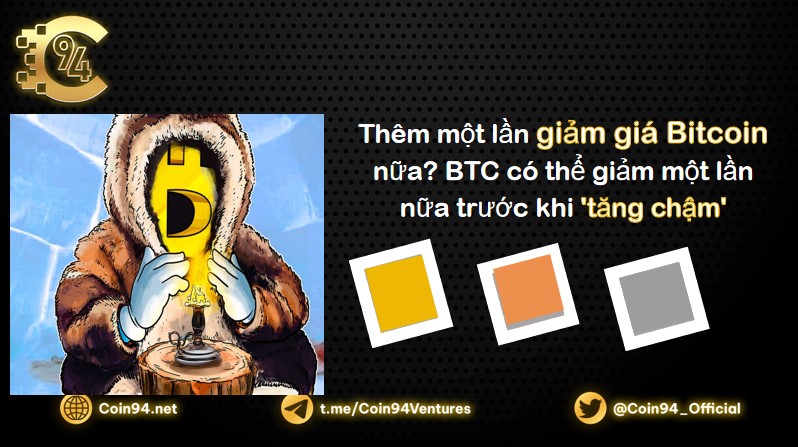 94
Thêm một lần giảm giá Bitcoin
nữa? BTC có thể giảm một lần
nữa trước khi 'tăng chậm'
Coin94.net
t.me/Coin94Ventures
@Coin94_Official